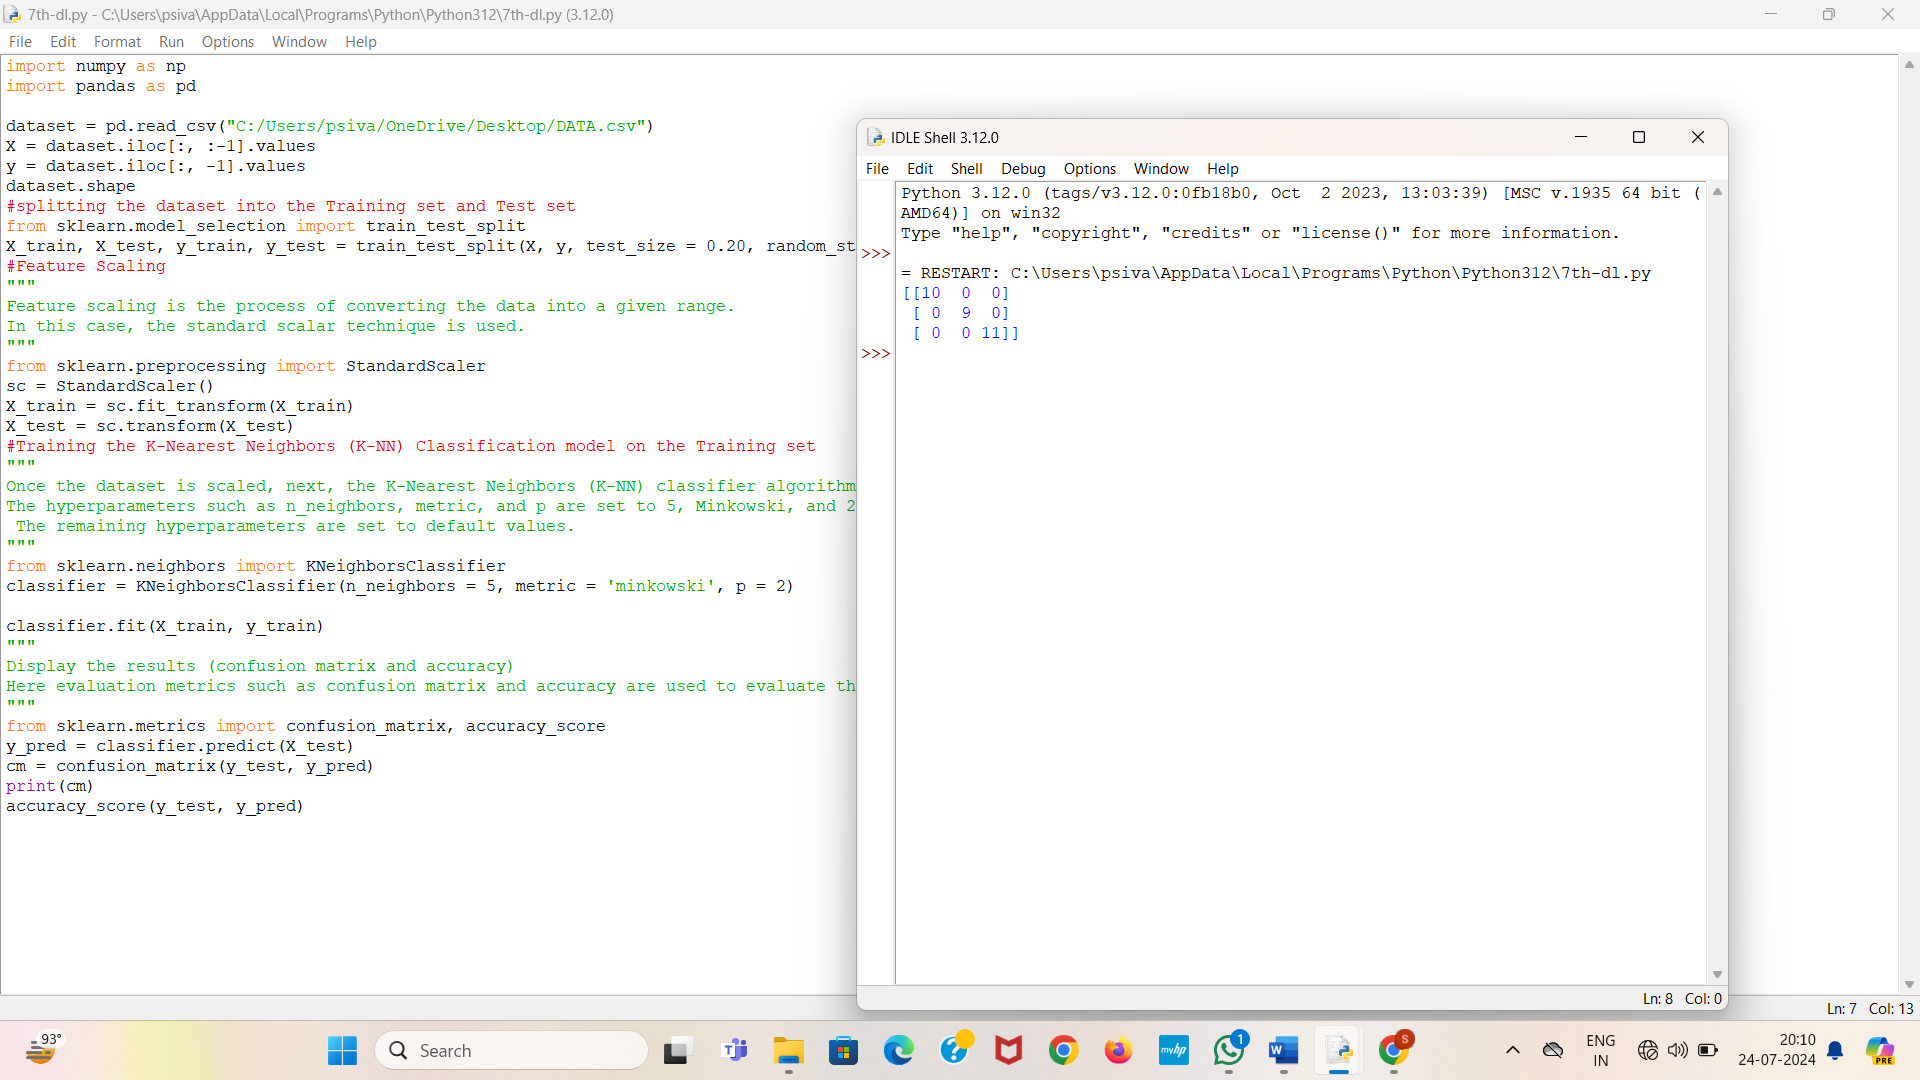 7th-dl.py - C:\Users\psiva\AppData\Local\Programs\Python\Python312\7th-dl.py (3.12.0)
File Edit Format Run Options Window Help
import numpy as np
import pandas as pd
dataset = pd.read_csv("C:/Users/psiva/OneDrive/Desktop/DATA.csv")
X = dataset.iloc[:, :-1].values
y = dataset.iloc[:, -1].values
dataset.shape
#splitting the dataset into the Training set and Test set
from sklearn.model_selection import train_test_split
X_train, X_test, y_train, y_test = train_test_split(X, y, test_size = 0.20, random_st
#Feature Scaling
"""
Feature scaling is the process of converting the data into a given range.
In this case, the standard scalar technique is used.
"""
from sklearn.preprocessing import StandardScaler
sc = StandardScaler()
X_train = sc.fit_transform(X_train)
X_test = sc.transform(X_test)
#Training the K-Nearest Neighbors (K-NN) Classification model on the Training set
"""
Once the dataset is scaled, next, the K-Nearest Neighbors (K-NN) classifier algorithm
The hyperparameters such as n_neighbors, metric, and p are set to 5, Minkowski, and 2
 The remaining hyperparameters are set to default values.
"""
from sklearn.neighbors import KNeighborsClassifier
classifier = KNeighborsClassifier(n_neighbors = 5, metric = 'minkowski', p = 2)
classifier.fit(X_train, y_train)
"""
Display the results (confusion matrix and accuracy)
Here evaluation metrics such as confusion matrix and accuracy are used to evaluate th
"""
from sklearn.metrics import confusion_matrix, accuracy_score
y_pred = classifier.predict(X_test)
cm = confusion_matrix(y_test, y_pred)
print(cm)
accuracy_score(y_test, y_pred)
IDLE Shell 3.12.0
File Edit Shell Debug Options Window Help
Python 3.12.0 (tags/v3.12.0:0fb18b0, Oct  2 2023, 13:03:39) [MSC v.1935 64 bit (
AMD64)] on win32
Type "help", "copyright", "credits" or "license()" for more information.
>>>
= RESTART: C:\Users\psiva\AppData\Local\Programs\Python\Python312\7th-dl.py
[[10  0  0]
 [ 0  9  0]
 [ 0  0 11]]
>>>
Ln: 8 Col: 0
Ln: 7 Col: 13
93°
Search
myhp
1
W
S
ENG
IN
20:10
24-07-2024
PRE